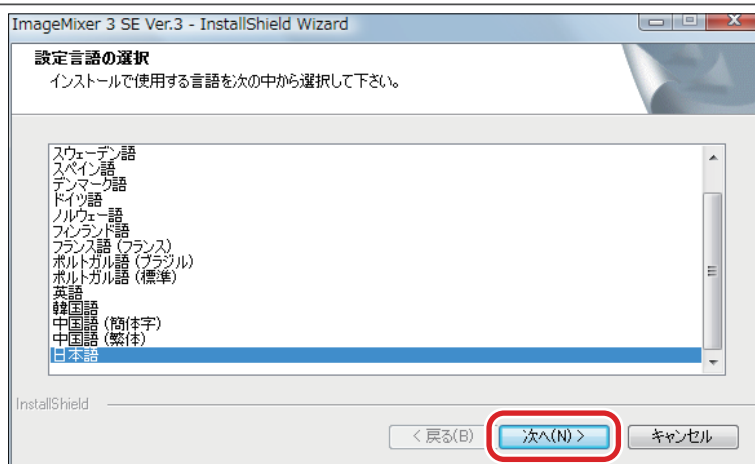 ImageMixer 3 SE Ver.3 - InstallShield Wizard
設定言語の選択
インストールで使用する言語を次の中から選択して下さい。
スウェーデン語
スペイン語
デンマーク語
ドイツ語
ノルウェー語
フィンランド語
フランス語 (フランス)
ポルトガル語 (ブラジル)
ポルトガル語 (標準)
英語
韓国語
中国語 (簡体字)
中国語 (繁体)
日本語
InstallShield
< 戻る(B)
次へ(N) >
キャンセル